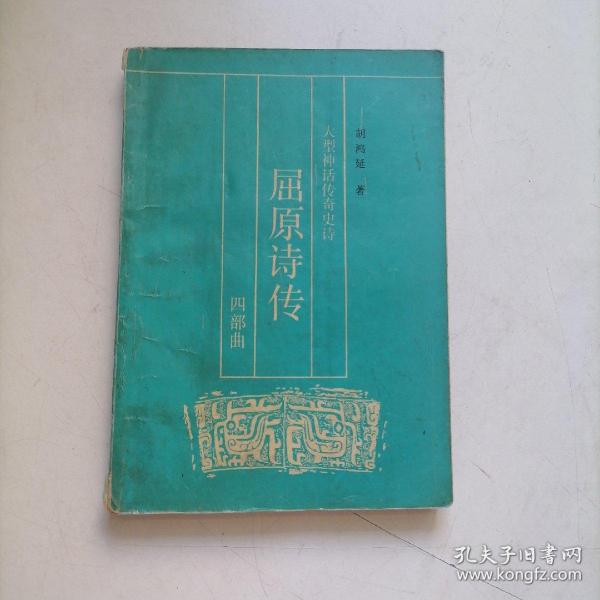 胡鸿延 著
大型神话传奇史诗
屈原诗传
四部曲
孔夫子旧书网
www.kongfz.com